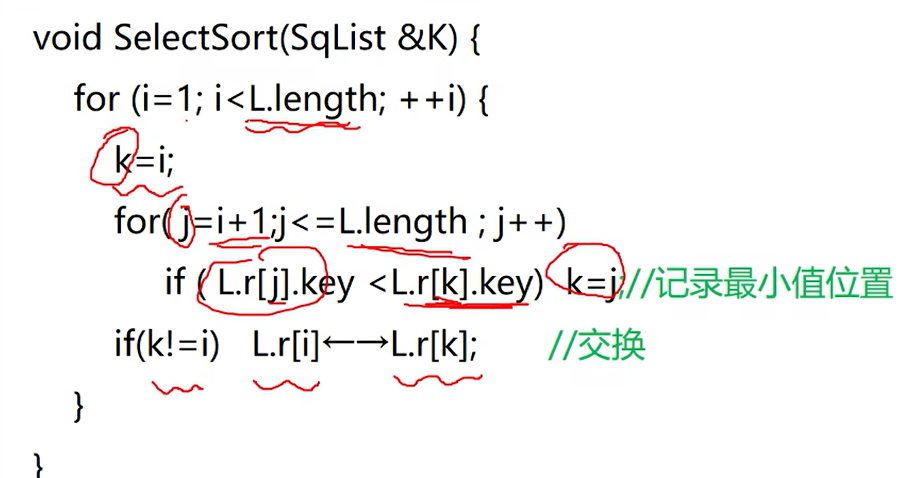 void SelectSort(SqList &K) {
for (i=1; i<L.length; ++i) {
k=i;
for( j=i+1;j<=L.length ; j++)
if ( L.r[j].key <L.r[k].key) k=j;//记录最小值位置
if(k!=i) L.r[i]←→L.r[k]; //交换
}
}